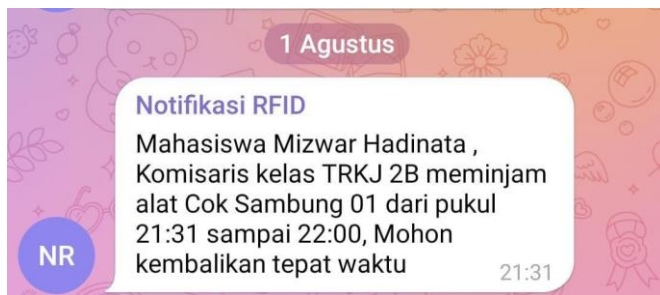 1 Agustus
Notifikasi RFID
Mahasiswa Mizwar Hadinata ,
Komisaris kelas TRKJ 2B meminjam
alat Cok Sambung 01 dari pukul
21:31 sampai 22:00, Mohon
kembalikan tepat waktu
21:31
NR